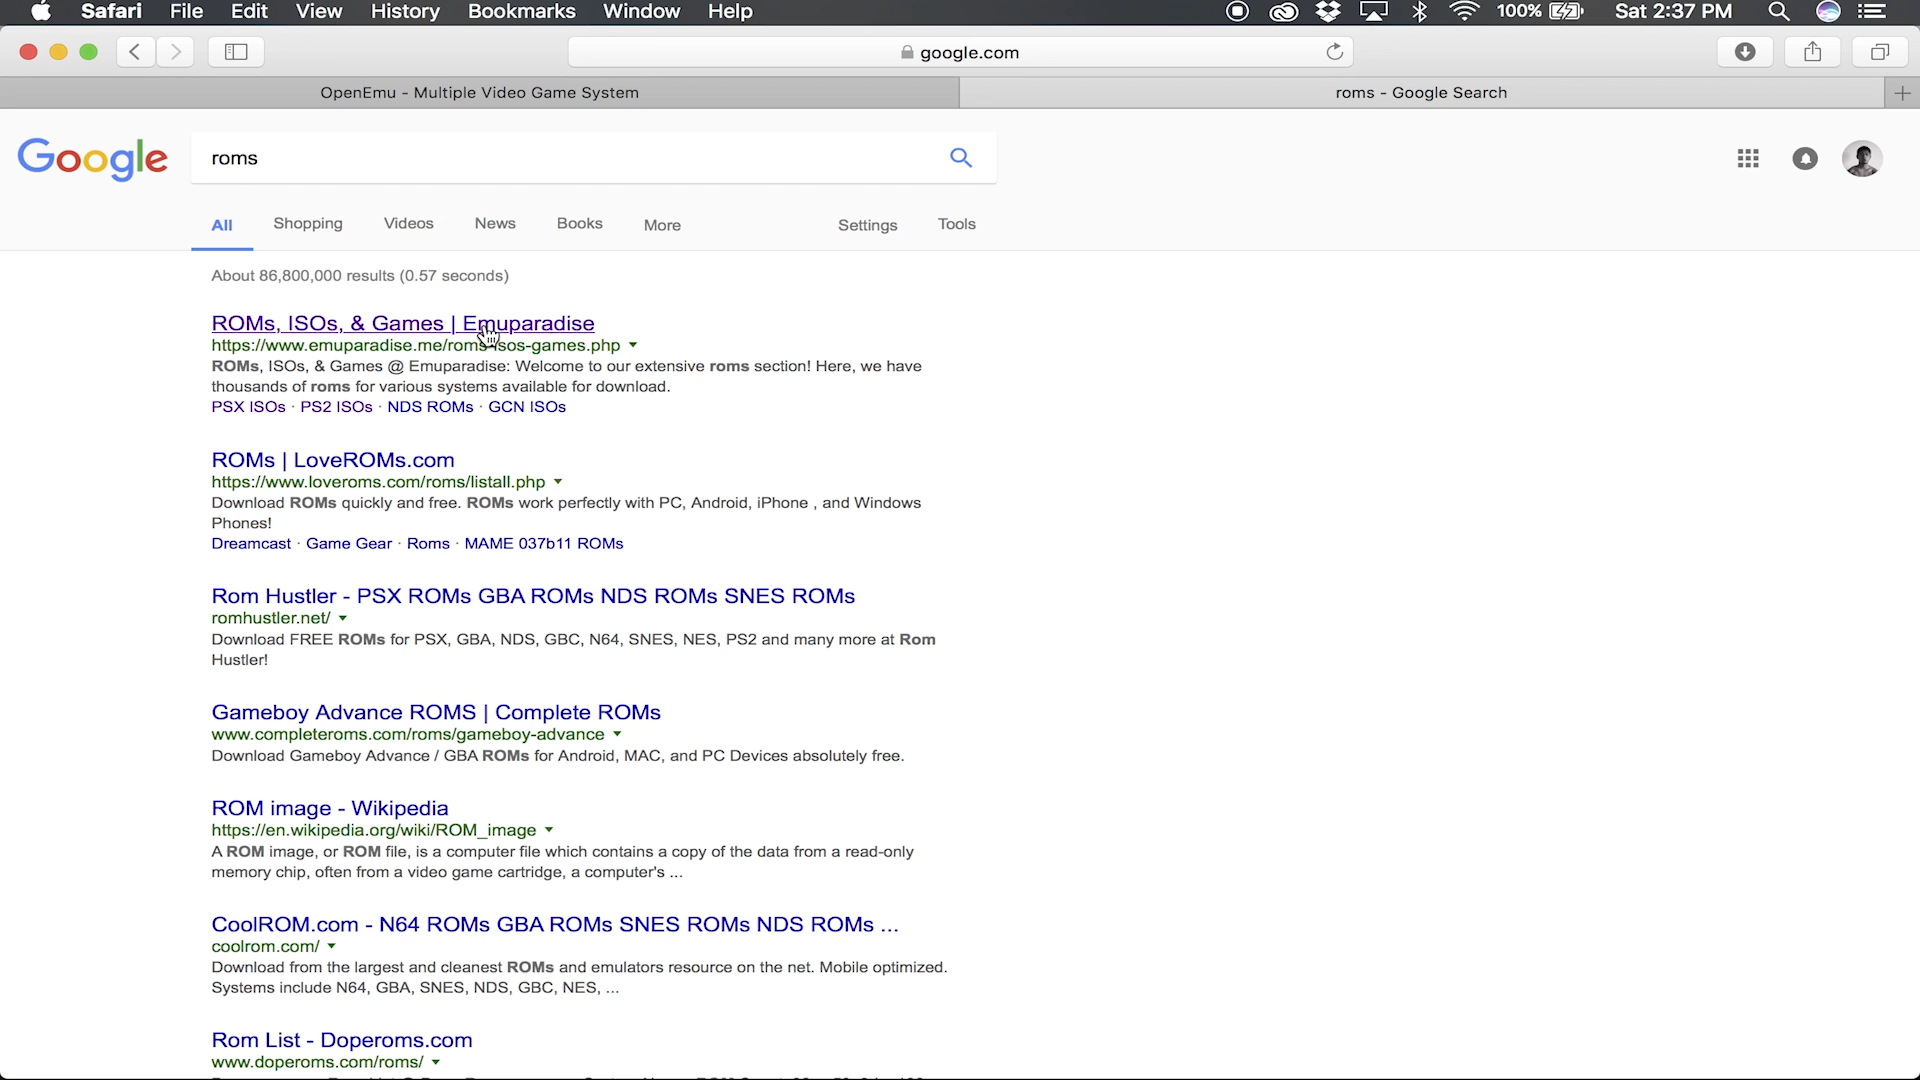 Safari File Edit View History Bookmarks Window Help 100% Sat 2:37 PM
google.com
OpenEmu - Multiple Video Game System
roms - Google Search
Google
roms
All Shopping Videos News Books More Settings Tools
About 86,800,000 results (0.57 seconds)
ROMs, ISOs, & Games | Emuparadise
https://www.emuparadise.me/roms-isos-games.php
ROMs, ISOs, & Games @ Emuparadise: Welcome to our extensive roms section! Here, we have
thousands of roms for various systems available for download.
PSX ISOs · PS2 ISOs · NDS ROMs · GCN ISOs
ROMs | LoveROMs.com
https://www.loveroms.com/roms/listall.php
Download ROMs quickly and free. ROMs work perfectly with PC, Android, iPhone , and Windows
Phones!
Dreamcast · Game Gear · Roms · MAME 037b11 ROMs
Rom Hustler - PSX ROMs GBA ROMs NDS ROMs SNES ROMs
romhustler.net/
Download FREE ROMs for PSX, GBA, NDS, GBC, N64, SNES, NES, PS2 and many more at Rom
Hustler!
Gameboy Advance ROMS | Complete ROMs
www.completeroms.com/roms/gameboy-advance
Download Gameboy Advance / GBA ROMs for Android, MAC, and PC Devices absolutely free.
ROM image - Wikipedia
https://en.wikipedia.org/wiki/ROM_image
A ROM image, or ROM file, is a computer file which contains a copy of the data from a read-only
memory chip, often from a video game cartridge, a computer's ...
CoolROM.com - N64 ROMs GBA ROMs SNES ROMs NDS ROMs ...
coolrom.com/
Download from the largest and cleanest ROMs and emulators resource on the net. Mobile optimized.
Systems include N64, GBA, SNES, NDS, GBC, NES, ...
Rom List - Doperoms.com
www.doperoms.com/roms/